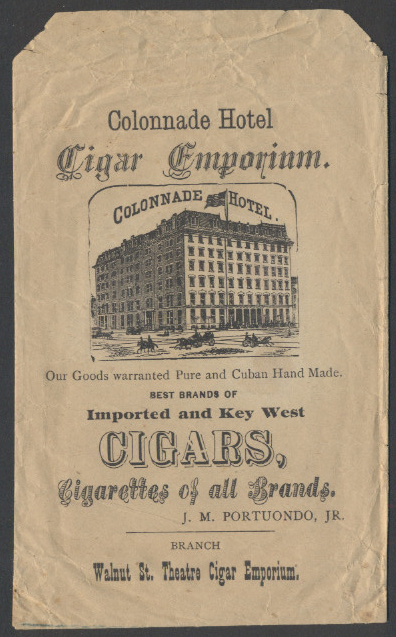 Colonnade Hotel
Cigar Emporium.
COLONNADE HOTEL.
Our Goods warranted Pure and Cuban Hand Made.
BEST BRANDS OF
Imported and Key West
CIGARS,
Cigarettes of all Brands.
J. M. PORTUONDO, JR.
BRANCH
Walnut St. Theatre Cigar Emporium.